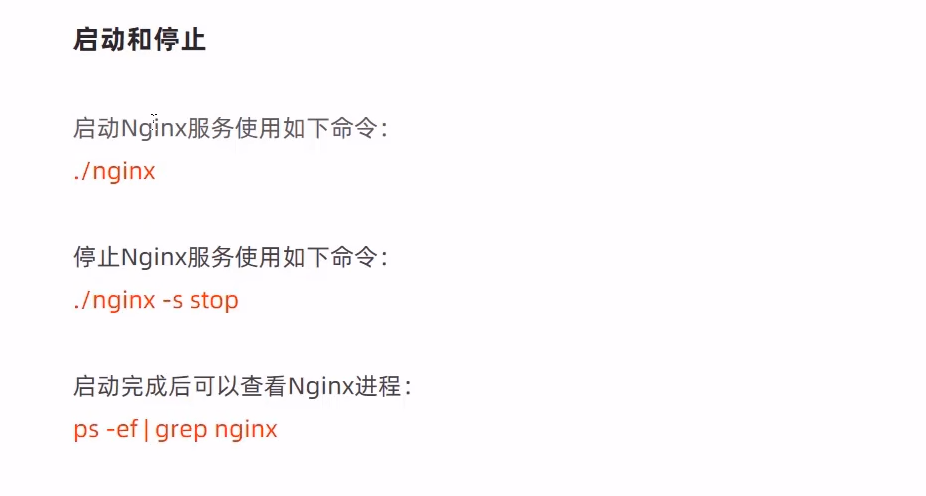 启动和停止
启动Nginx服务使用如下命令：
./nginx
停止Nginx服务使用如下命令：
./nginx -s stop
启动完成后可以查看Nginx进程：
ps -ef | grep nginx